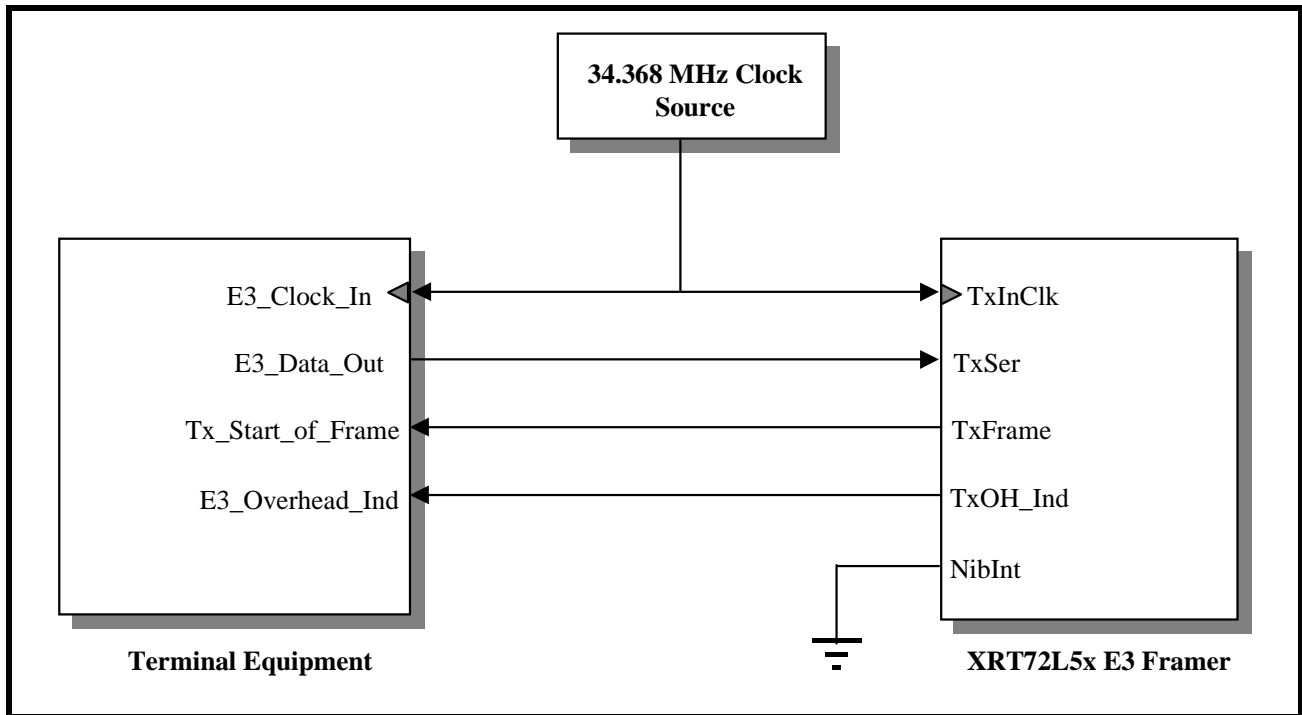 34.368 MHz Clock
Source
E3_Clock_In
TxInClk
E3_Data_Out
TxSer
Tx_Start_of_Frame
TxFrame
E3_Overhead_Ind
TxOH_Ind
NibInt
Terminal Equipment
XRT72L5x E3 Framer